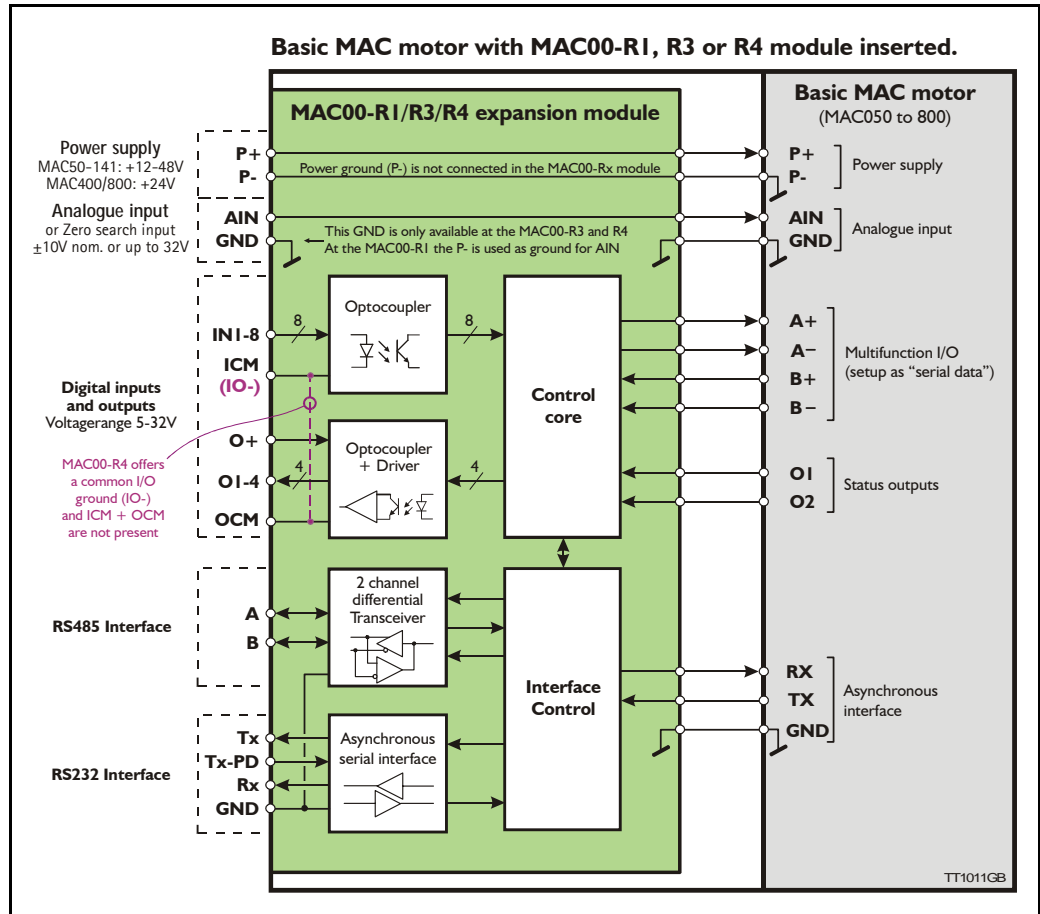 Basic MAC motor with MAC00-R1, R3 or R4 module inserted.
MAC00-R1/R3/R4 expansion module
Basic MAC motor
(MAC050 to 800)
Power supply
MAC50-141: +12-48V
MAC400/800: +24V
P+
P-
Power ground (P-) is not connected in the MAC00-Rx module
P+
P-
Power supply
Analogue input
or Zero search input
±10V nom. or up to 32V
AIN
GND
This GND is only available at the MAC00-R3 and R4
At the MAC00-R1 the P- is used as ground for AIN
AIN
GND
Analogue input
Digital inputs
and outputs
Voltagerange 5-32V
MAC00-R4 offers
a common I/O
ground (IO-)
and ICM + OCM
are not present
IN1-8
ICM
(IO-)
O+
O1-4
OCM
8
Optocoupler
8
4
Optocoupler
+ Driver
4
Control
core
A+
A−
B+
B−
Multifunction I/O
(setup as "serial data")
O1
O2
Status outputs
RS485 Interface
A
B
2 channel
differential
Transceiver
RS232 Interface
Tx
Tx-PD
Rx
GND
Asynchronous
serial interface
Interface
Control
RX
TX
GND
Asynchronous
interface
TT1011GB